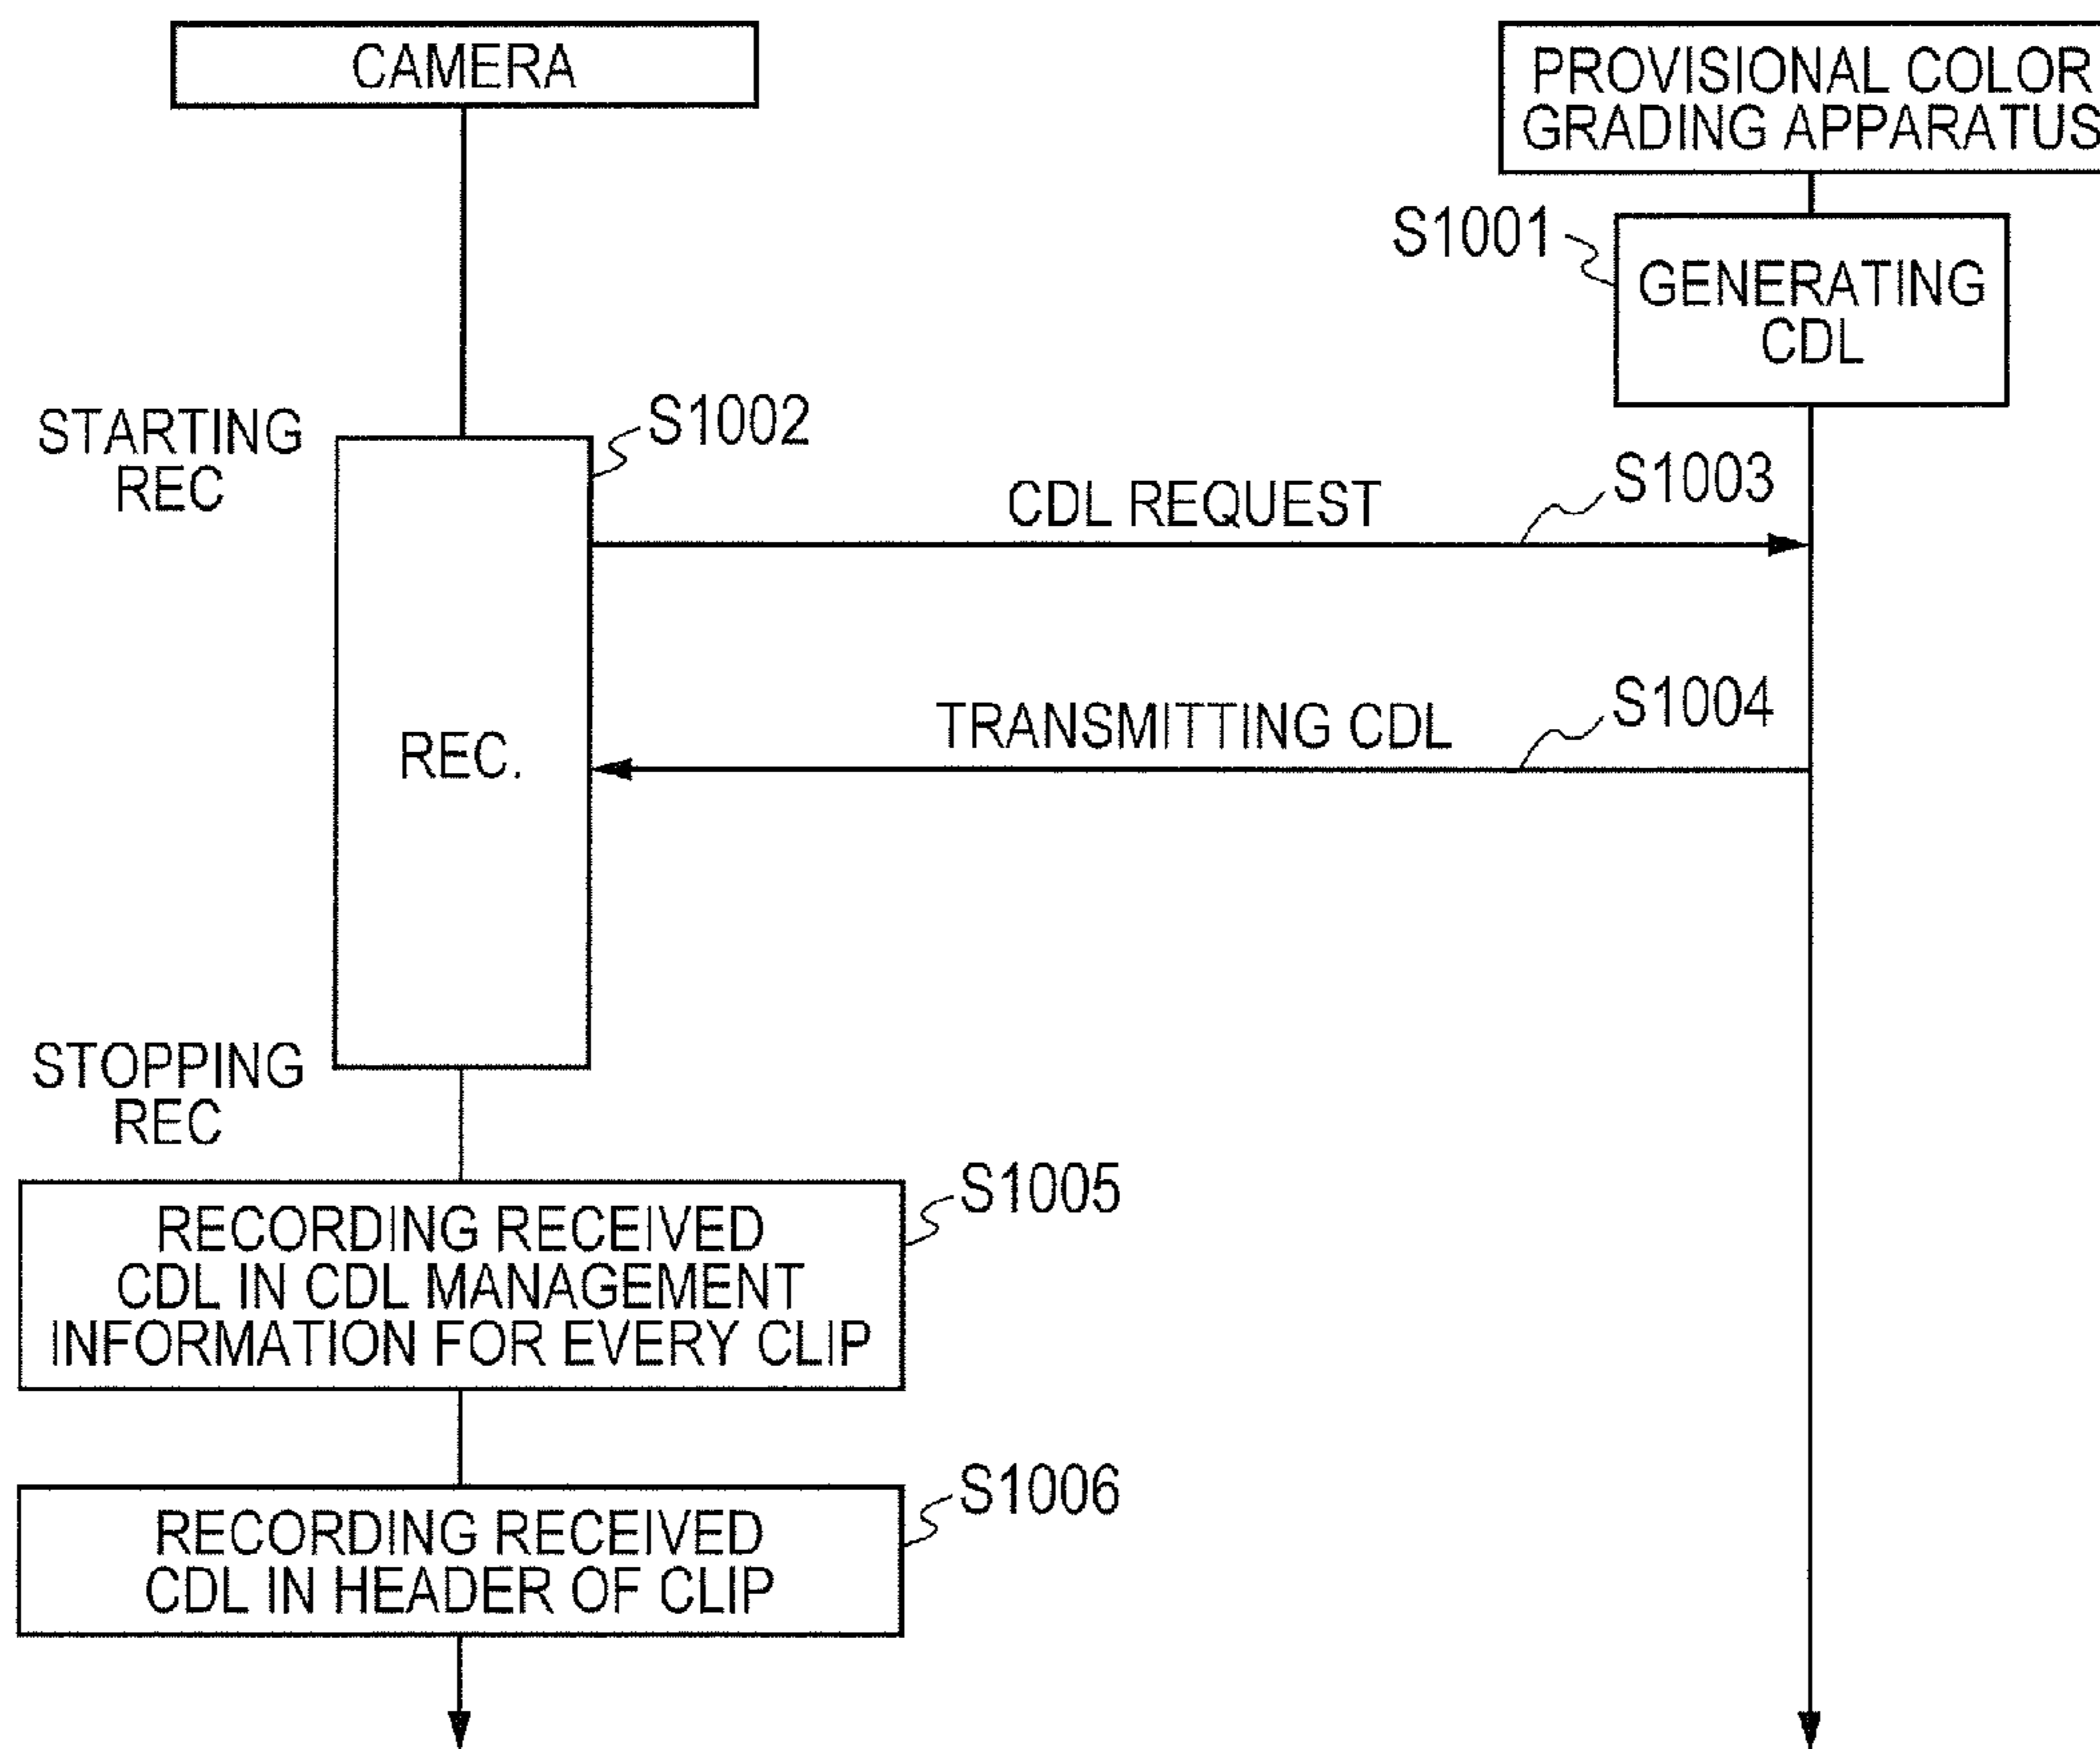 CAMERA
PROVISIONAL COLOR
GRADING APPARATUS
S1001
GENERATING
CDL
STARTING
REC
S1002
CDL REQUEST
S1003
REC.
TRANSMITTING CDL
S1004
STOPPING
REC
RECORDING RECEIVED
CDL IN CDL MANAGEMENT
INFORMATION FOR EVERY CLIP
S1005
RECORDING RECEIVED
CDL IN HEADER OF CLIP
S1006